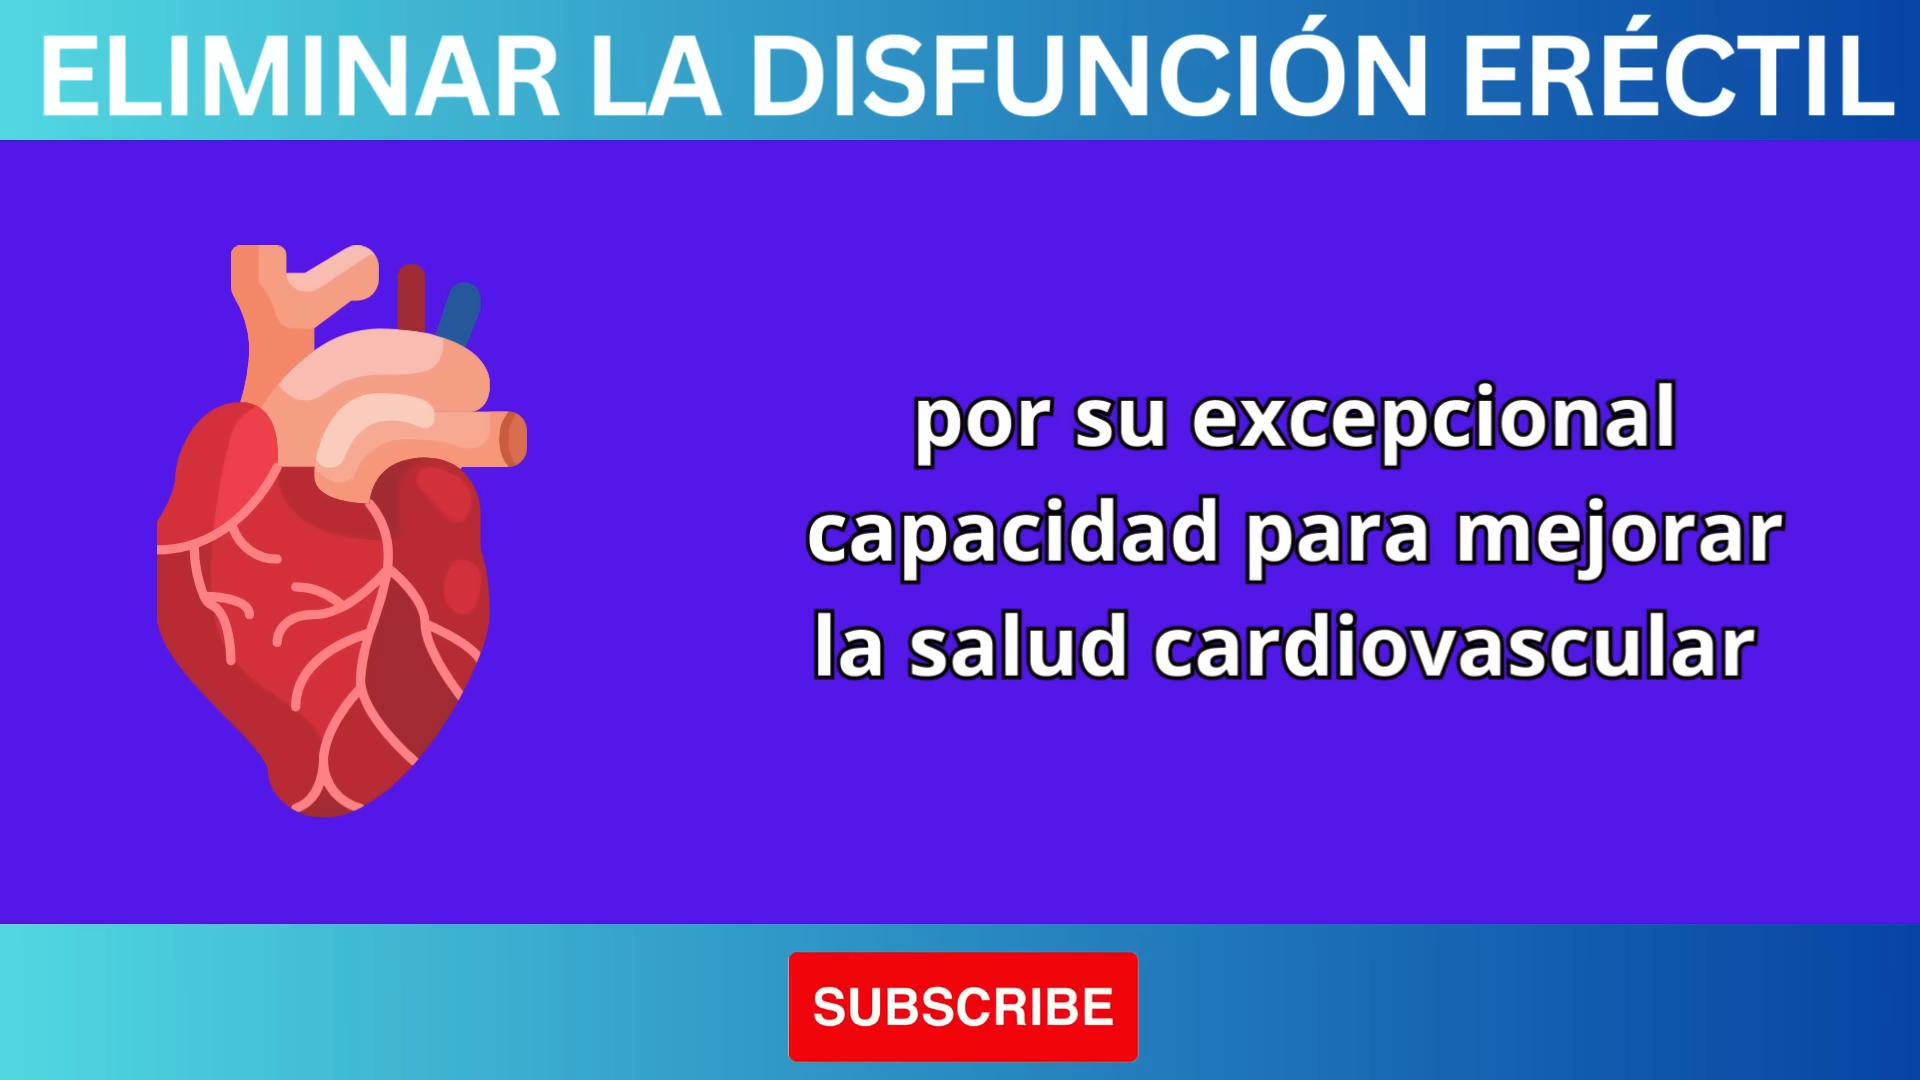 ELIMINAR LA DISFUNCIÓN ERÉCTIL
por su excepcional
capacidad para mejorar
la salud cardiovascular
SUBSCRIBE